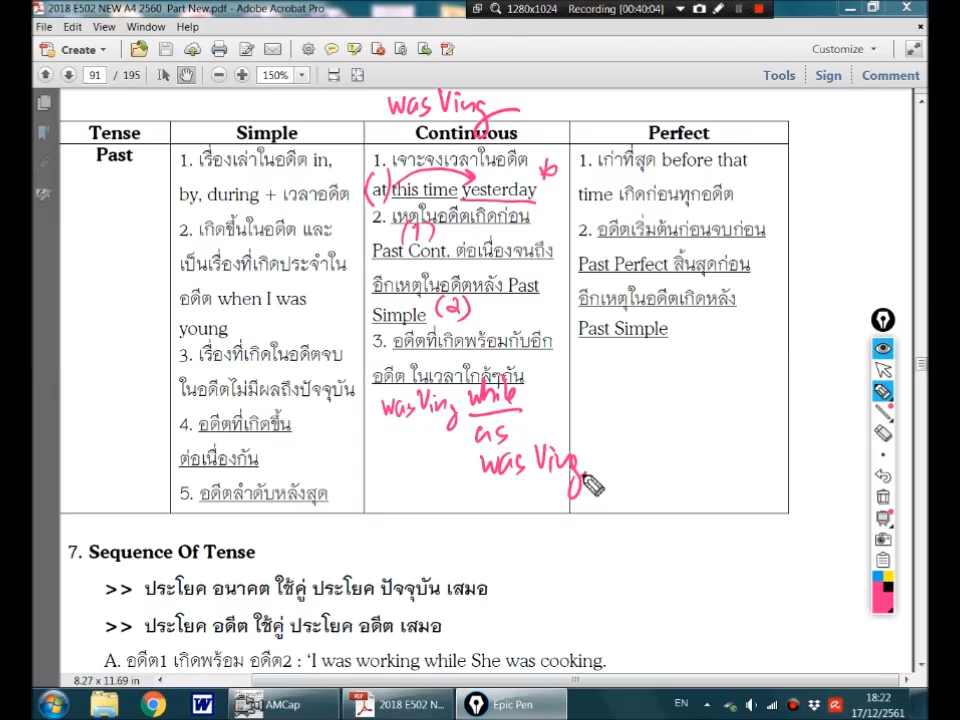 2018 E502 NEW A4 2560 Part New.pdf - Adobe Acrobat Pro
1280x1024 Recording [00:40:04]
File Edit View Window Help
Create
Customize
91 / 195
150%
Tools Sign Comment
was Ving
Tense Simple Continuous Perfect
Past
1. เรื่องเล่าในอดีต in,
by, during + เวลาอดีต
2. เกิดขึ้นในอดีต และ
เป็นเรื่องที่เกิดประจำใน
อดีต when I was
young
3. เรื่องที่เกิดในอดีตจบ
ในอดีตไม่มีผลถึงปัจจุบัน
4. อดีตที่เกิดขึ้น
ต่อเนื่องกัน
5. อดีตลำดับหลังสุด
1. เจาะจงเวลาในอดีต
at this time yesterday
2. เหตุในอดีตเกิดก่อน
(1)
Past Cont. ต่อเนื่องจนถึง
อีกเหตุในอดีตหลัง Past
Simple (2)
3. อดีตที่เกิดพร้อมกับอีก
อดีต ในเวลาใกล้ๆกัน
was Ving while
as
was Ving
1. เก่าที่สุด before that
time เกิดก่อนทุกอดีต
2. อดีตเริ่มต้นก่อนจบก่อน
Past Perfect สิ้นสุดก่อน
อีกเหตุในอดีตเกิดหลัง
Past Simple
7. Sequence Of Tense
>> ประโยค อนาคต ใช้คู่ ประโยค ปัจจุบัน เสมอ
>> ประโยค อดีต ใช้คู่ ประโยค อดีต เสมอ
A. อดีต1 เกิดพร้อม อดีต2 : 'I was working while She was cooking.
8.27 x 11.69 in
AMCap
2018 E502 N...
Epic Pen
EN
18:22
17/12/2561